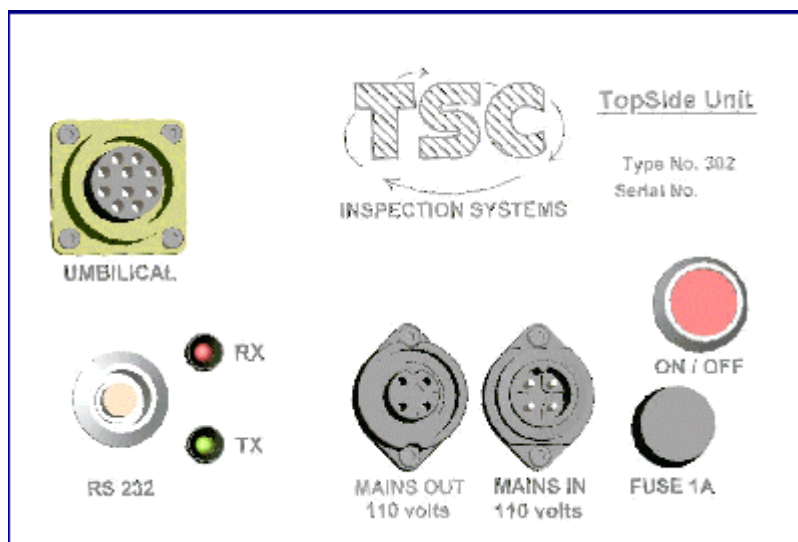 TSC
INSPECTION SYSTEMS
TopSide Unit
Type No. 302
Serial No.
UMBILICAL
ON / OFF
RX
TX
RS 232
MAINS OUT
110 volts
MAINS IN
110 volts
FUSE 1A